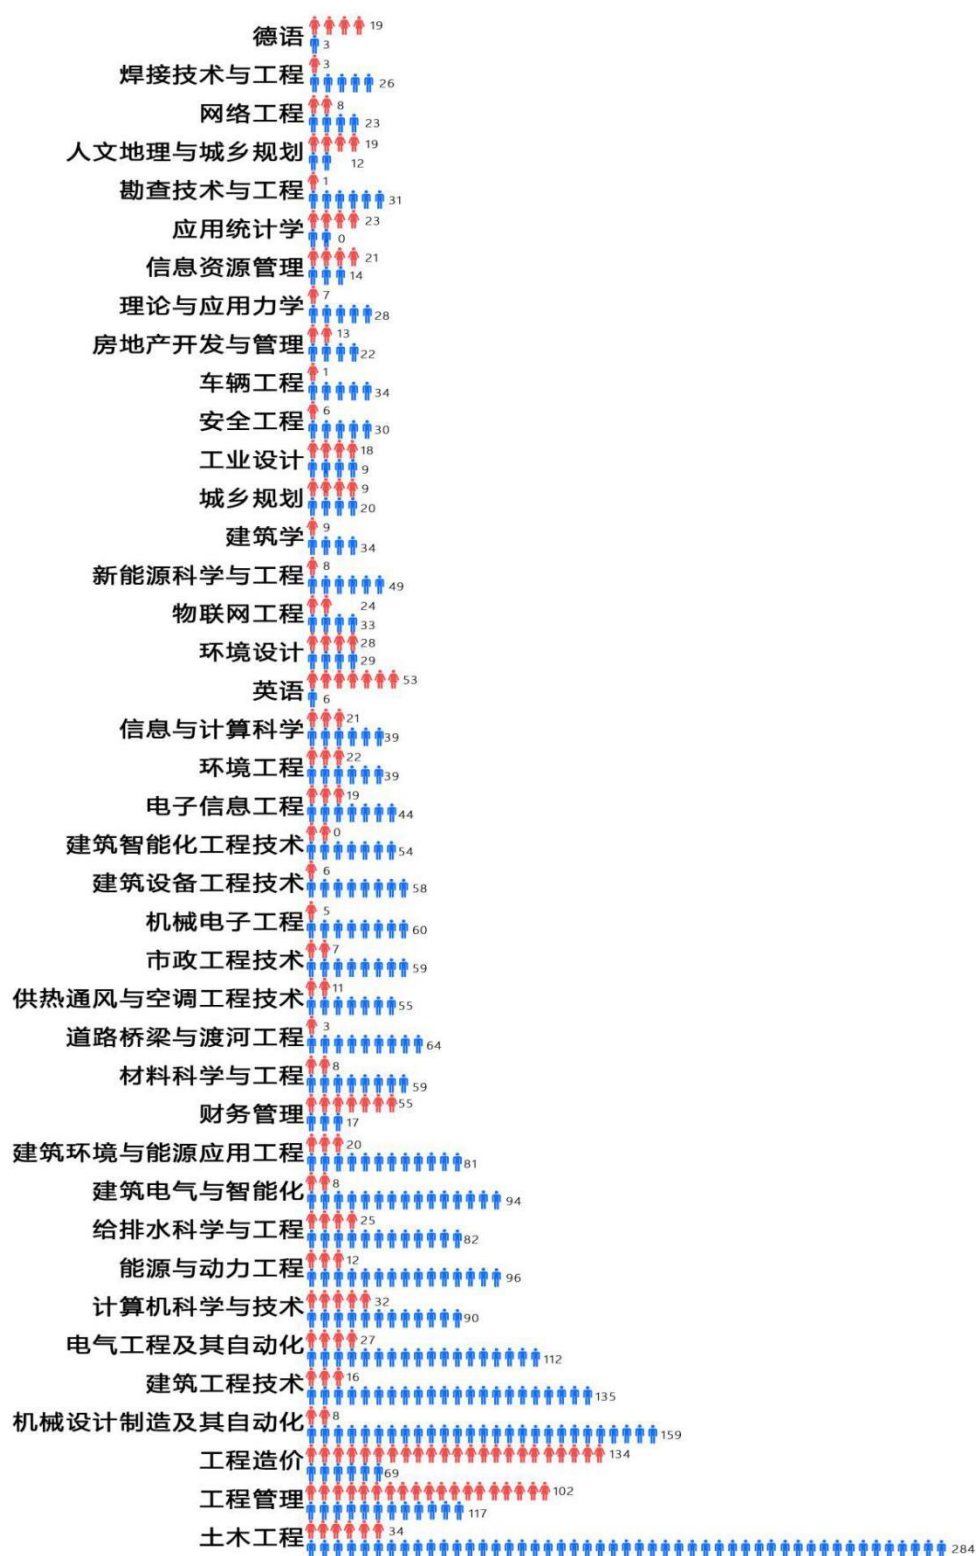 19
德语
3
3
焊接技术与工程
26
8
网络工程
23
19
人文地理与城乡规划
12
1
勘查技术与工程
31
23
应用统计学
0
21
信息资源管理
14
7
理论与应用力学
28
13
房地产开发与管理
22
1
车辆工程
34
6
安全工程
30
18
工业设计
9
9
城乡规划
20
9
建筑学
34
8
新能源科学与工程
49
24
物联网工程
33
28
环境设计
29
53
英语
6
21
信息与计算科学
39
22
环境工程
39
19
电子信息工程
44
0
建筑智能化工程技术
54
6
建筑设备工程技术
58
5
机械电子工程
60
7
市政工程技术
59
11
供热通风与空调工程技术
55
3
道路桥梁与渡河工程
64
8
材料科学与工程
59
55
财务管理
17
20
建筑环境与能源应用工程
81
8
建筑电气与智能化
94
25
给排水科学与工程
82
12
能源与动力工程
96
32
计算机科学与技术
90
27
电气工程及其自动化
112
16
建筑工程技术
135
8
机械设计制造及其自动化
159
134
工程造价
69
102
工程管理
117
34
土木工程
284